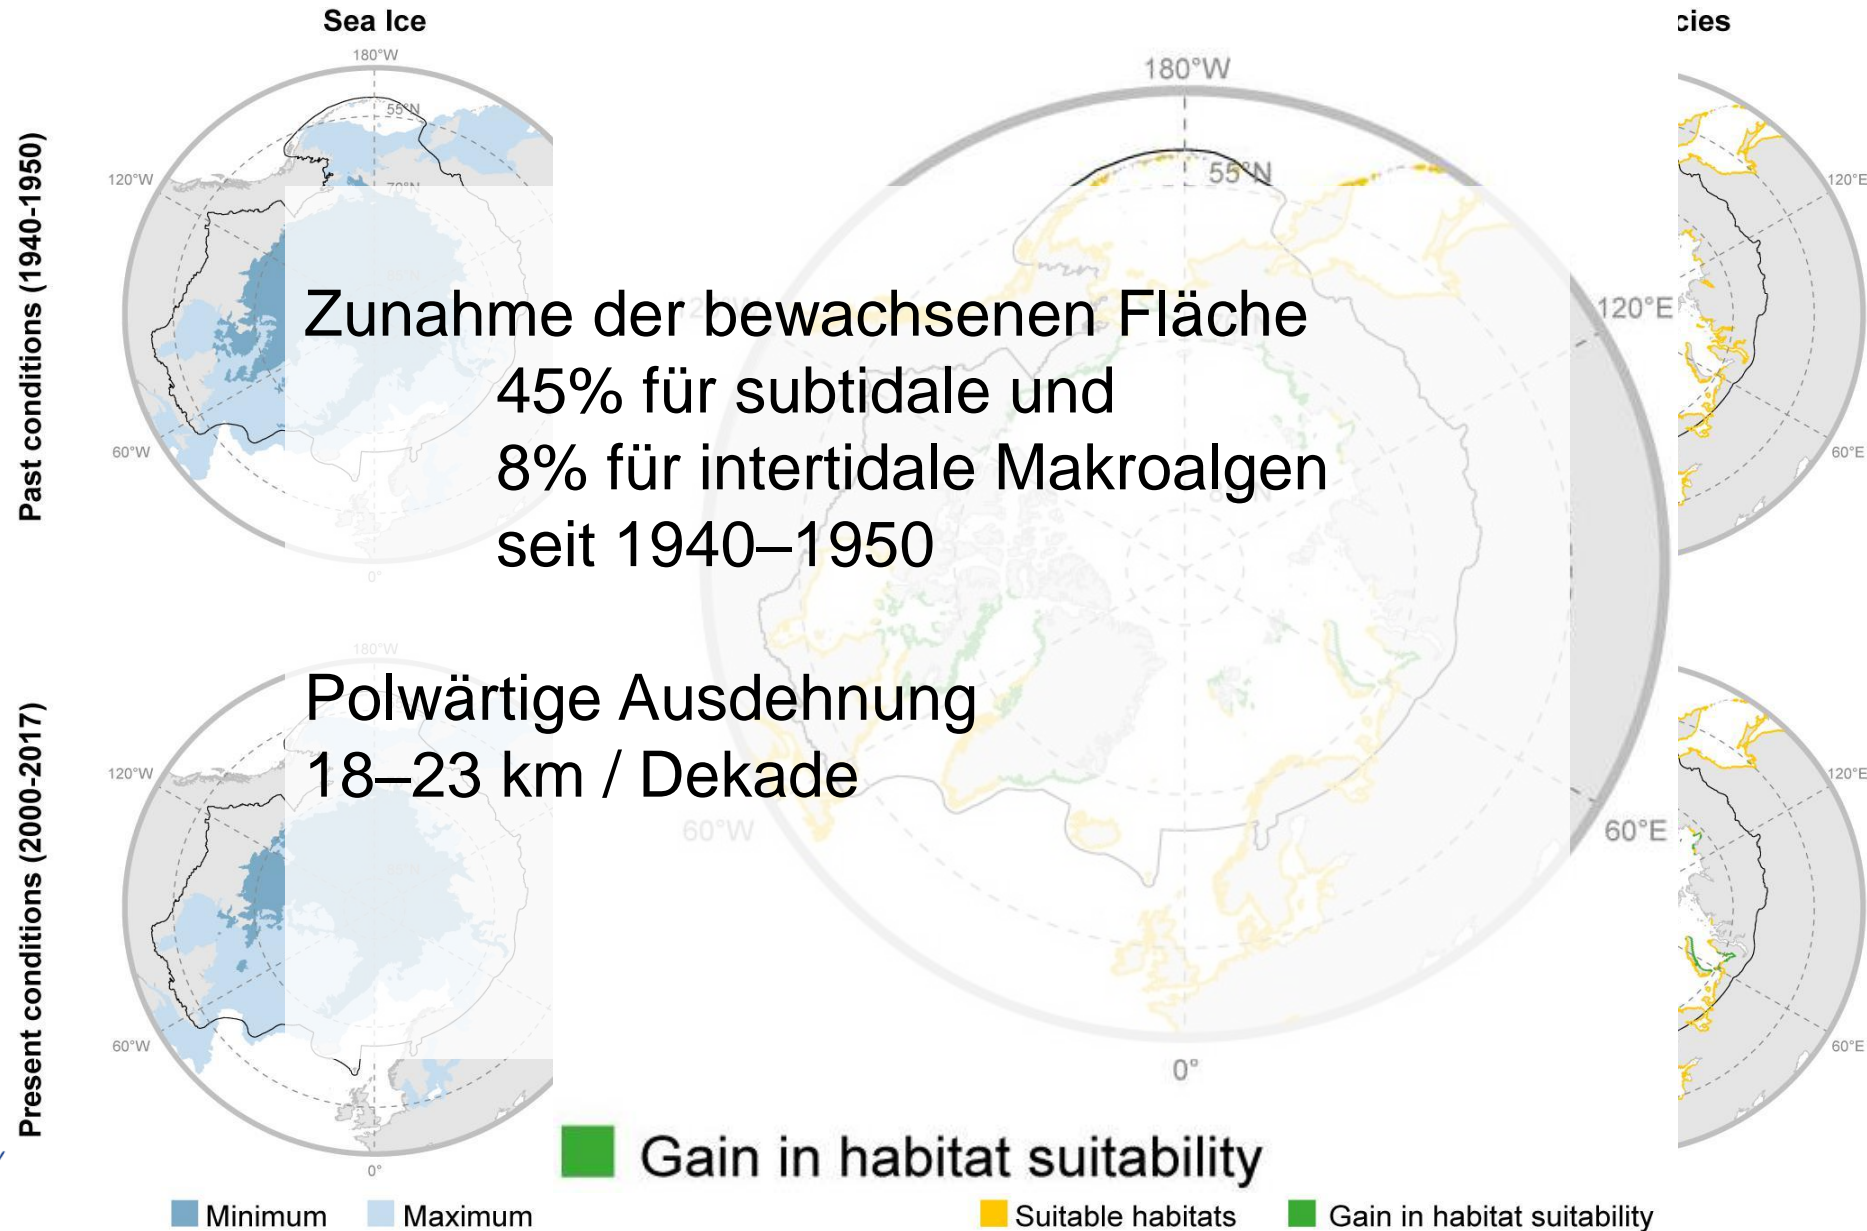 Sea Ice
cies
Past conditions (1940-1950)
180°W
55°N
70°N
120°W
60°W
0°
180°W
55°N
120°E
60°E
60°W
0°
120°E
60°E
Zunahme der bewachsenen Fläche
45% für subtidale und
8% für intertidale Makroalgen
seit 1940–1950
Polwärtige Ausdehnung
18–23 km / Dekade
Present conditions (2000-2017)
180°W
120°W
60°W
0°
120°E
60°E
Gain in habitat suitability
Minimum
Maximum
Suitable habitats
Gain in habitat suitability